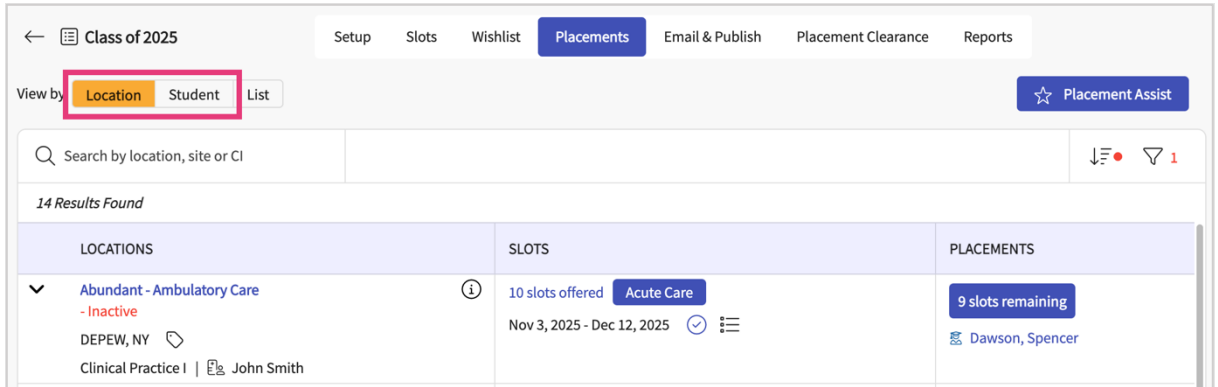 Class of 2025
Setup Slots Wishlist Placements Email & Publish Placement Clearance Reports
View by Location Student List
Placement Assist
Search by location, site or CI
1
14 Results Found
LOCATIONS SLOTS PLACEMENTS
Abundant - Ambulatory Care
- Inactive
DEPEW, NY
Clinical Practice I | John Smith
10 slots offered Acute Care
Nov 3, 2025 - Dec 12, 2025
9 slots remaining
Dawson, Spencer